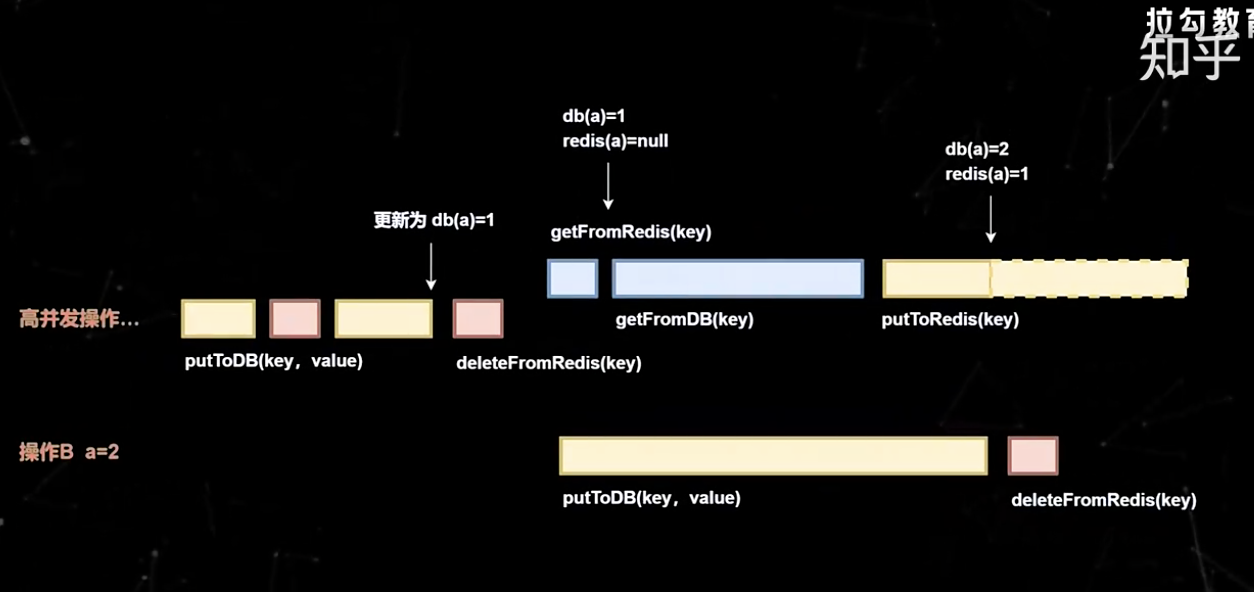 拉勾教育
知乎
db(a)=1
redis(a)=null
db(a)=2
redis(a)=1
更新为 db(a)=1
getFromRedis(key)
高并发操作...
getFromDB(key)
putToRedis(key)
putToDB(key，value)
deleteFromRedis(key)
操作B a=2
putToDB(key，value)
deleteFromRedis(key)